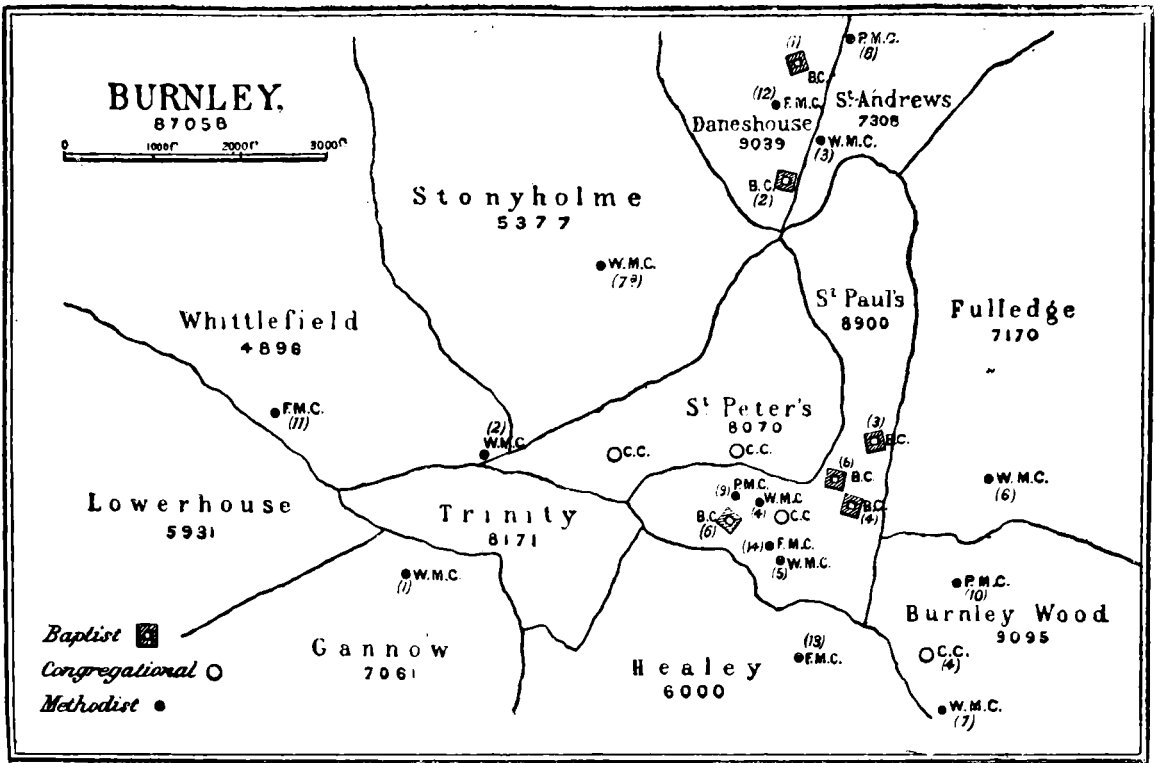 BURNLEY,
87058
0 1000 2000 3000
(1)
B.C.
P.M.C.
(8)
(12)
F.M.C.
Daneshouse
9039
St Andrews
7308
W.M.C.
(3)
B.C.
(2)
Stonyholme
5377
W.M.C.
(7a)
Whittlefield
4896
F.M.C.
(11)
St Paul's
8900
Fulledge
7170
St Peter's
8070
(2)
W.M.C.
C.C.
C.C.
(3)
B.C.
(6)
B.C.
B.C.
(4)
W.M.C.
(6)
Lowerhouse
5931
Trinity
8171
(9)
P.M.C.
W.M.C
(4)
C.C
B.C.
(6)
(14)
F.M.C.
W.M.C.
(5)
W.M.C.
(1)
P.M.C.
(10)
Burnley Wood
9095
C.C.
(4)
W.M.C.
(7)
Gannow
7061
(13)
F.M.C.
Healey
6000
Baptist
Congregational
Methodist